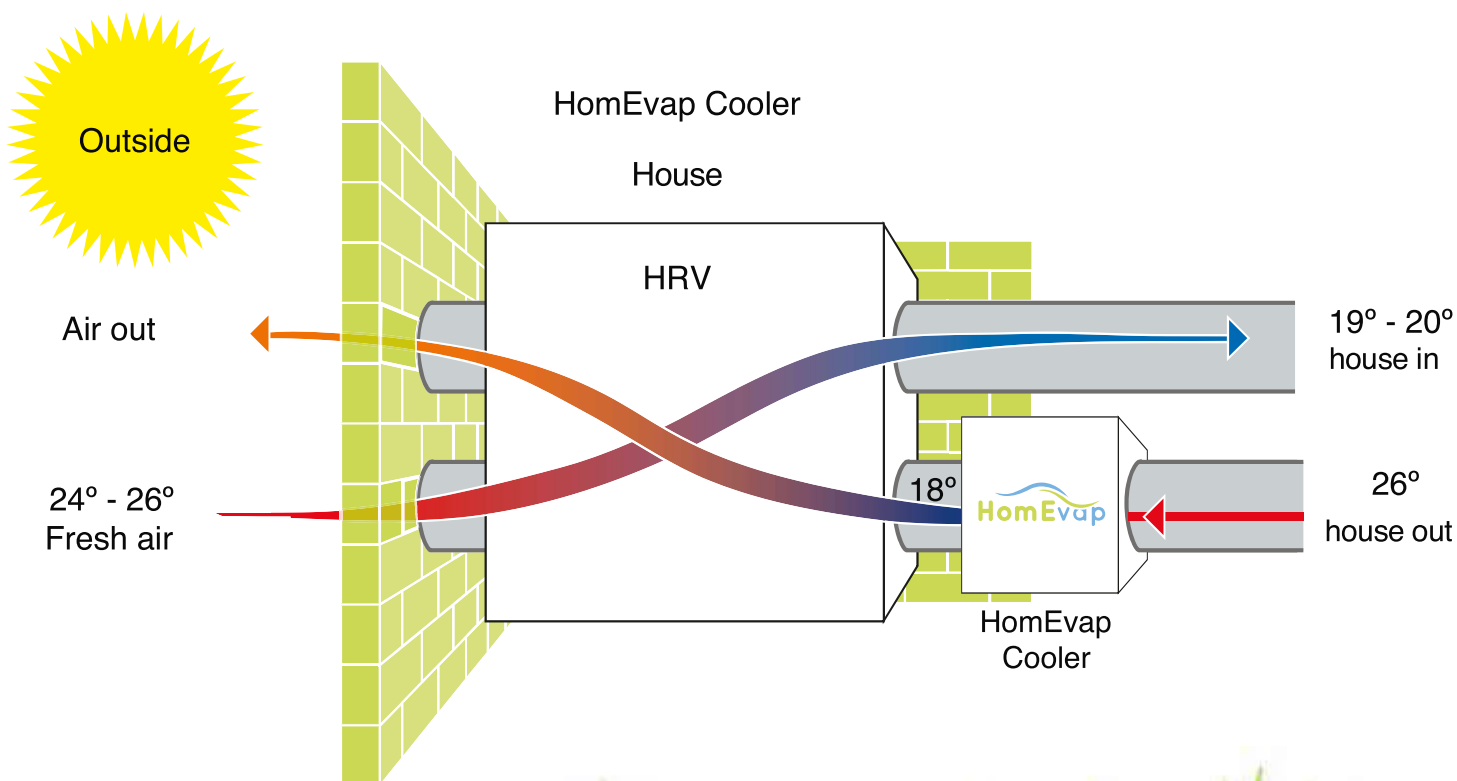 Outside
HomEvap Cooler
House
HRV
Air out
19º - 20º
house in
24º - 26º
Fresh air
18º
HomEvap
26º
house out
HomEvap
Cooler